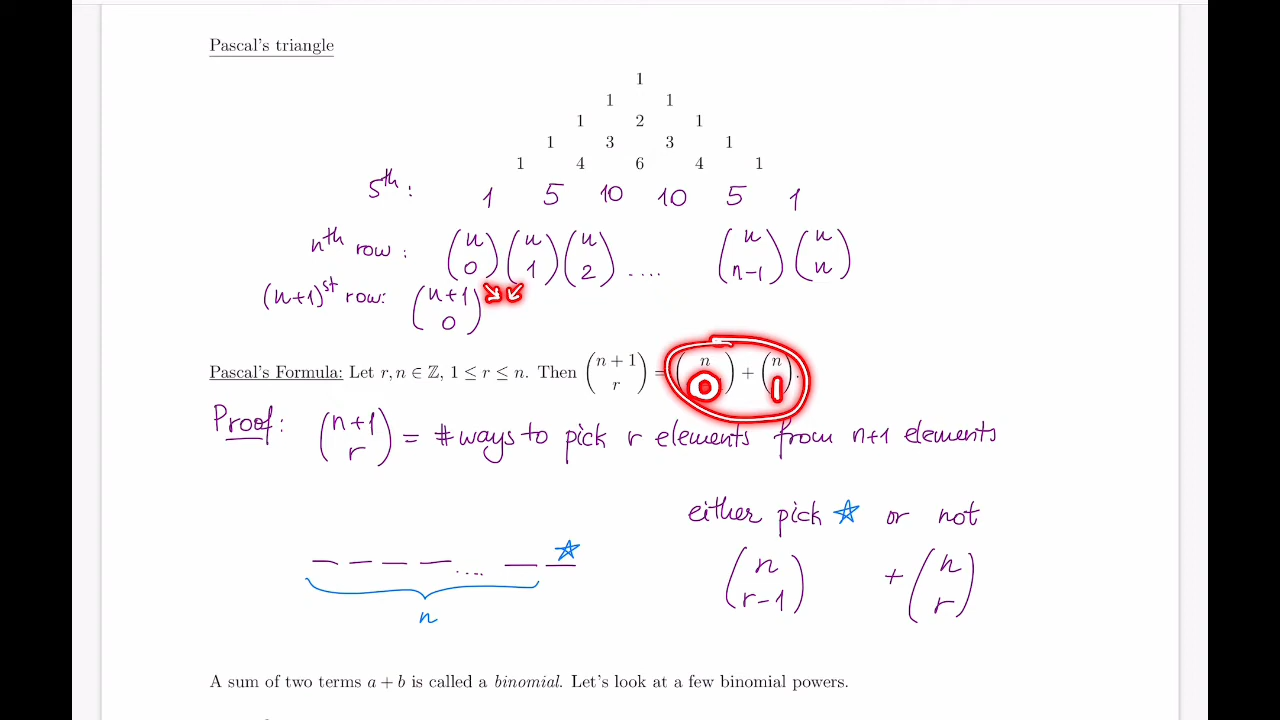 Pascal's triangle
1
1 1
1 2 1
1 3 3 1
1 4 6 4 1
5th: 1 5 10 10 5 1
nth row: (n 0) (n 1) (n 2) .... (n n-1) (n n)
(n+1)st row: (n+1 0) ↘ ↙
Pascal's Formula: Let r, n ∈ ℤ, 1 ≤ r ≤ n. Then (n + 1 r) = (n 0) + (n 1).
Proof: (n+1 r) = # ways to pick r elements from n+1 elements
either pick ☆ or not
_ _ _ _ .... _ ☆
(n r-1) + (n r)
n
A sum of two terms a + b is called a binomial. Let's look at a few binomial powers.